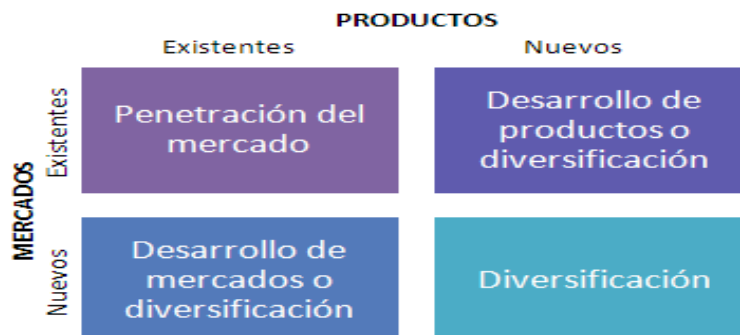 PRODUCTOS
Existentes
Nuevos
MERCADOS
Existentes
Penetración del
mercado
Desarrollo de
productos o
diversificación
Nuevos
Desarrollo de
mercados o
diversificación
Diversificación